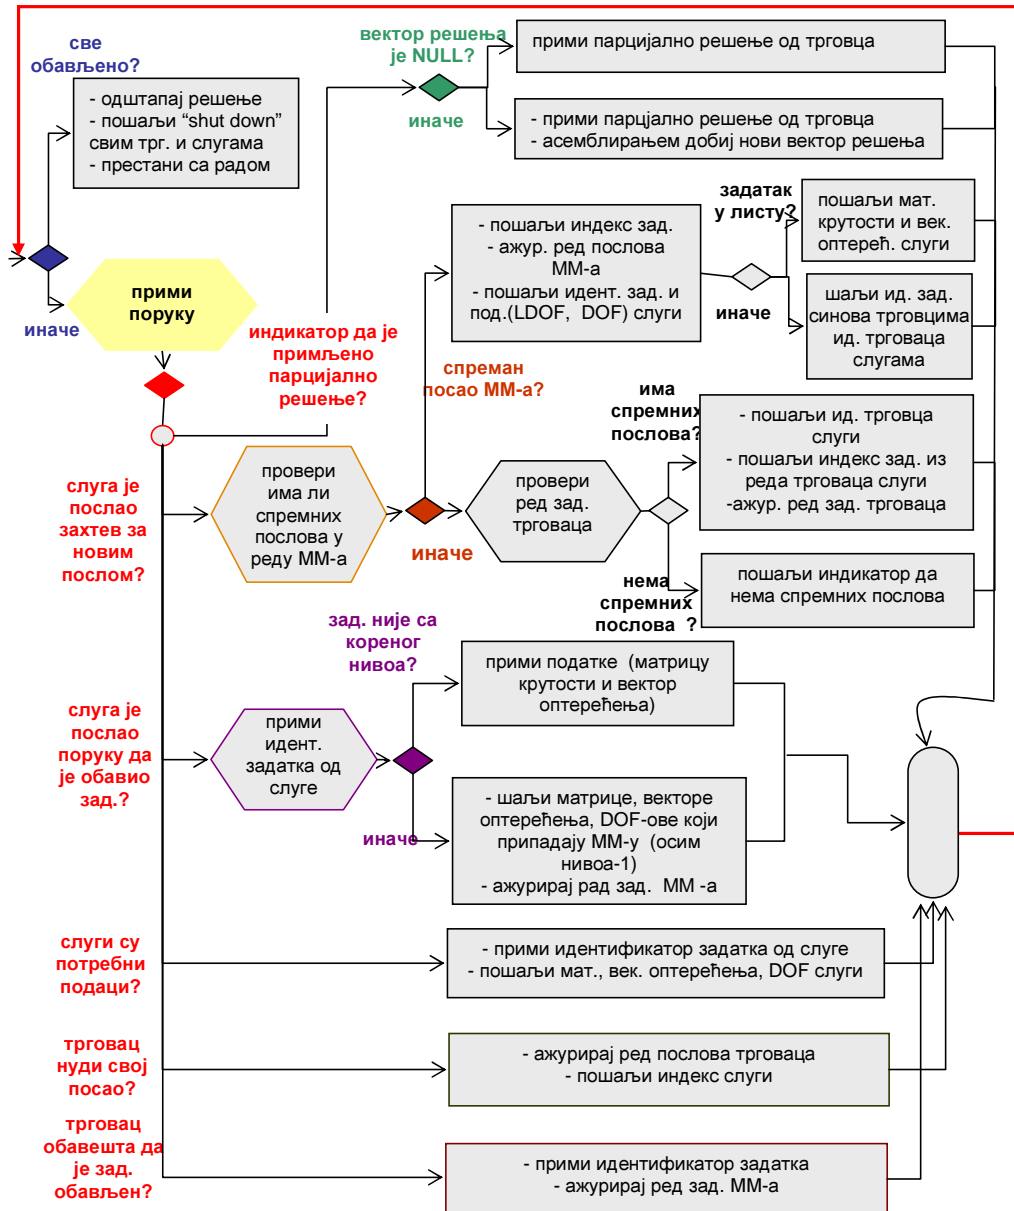 све
обављено?
- одштапај решење
- пошаљи “shut down”
свим трг. и слугама
- престани са радом
иначе
прими
поруку
вектор решења
је NULL?
иначе
прими парцијално решење од трговца
- прими парцјално решење од трговца
- асемблирањем добиј нови вектор решења
индикатор да је
примљено
парцијално
решење?
- пошаљи индекс зад.
- ажур. ред послова
ММ-а
- пошаљи идент. зад. и
под.(LDOF, DOF) слуги
задатак
у листу?
иначе
пошаљи мат.
крутости и век.
оптерећ. слуги
шаљи ид. зад.
синова трговцима
ид. трговаца
слугама
спреман
посао ММ-а?
иначе
слуга је
послао
захтев за
новим
послом?
провери
има ли
спремних
послова у
реду ММ-а
провери
ред зад.
трговаца
има
спремних
послова?
- пошаљи ид. трговца
слуги
- пошаљи индекс зад. из
реда трговаца слуги
-ажур. ред зад. трговаца
нема
спремних
послова ?
пошаљи индикатор да
нема спремних послова
зад. није са
кореног
нивоа?
прими податке (матрицу
крутости и вектор
оптерећења)
слуга је
послао
поруку да
је обавио
зад.?
прими
идент.
задатка од
слуге
иначе
- шаљи матрице, векторе
оптерећења, DOF-ове који
припадају ММ-у (осим
нивоа-1)
- ажурирај рад зад. ММ -а
слуги су
потребни
подаци?
- прими идентификатор задатка од слуге
- пошаљи мат., век. оптерећења, DOF слуги
трговац
нуди свој
посао?
- ажурирај ред послова трговаца
- пошаљи индекс слуги
трговац
обавешта да
је зад.
обављен?
- прими идентификатор задатка
- ажурирај ред зад. ММ-а